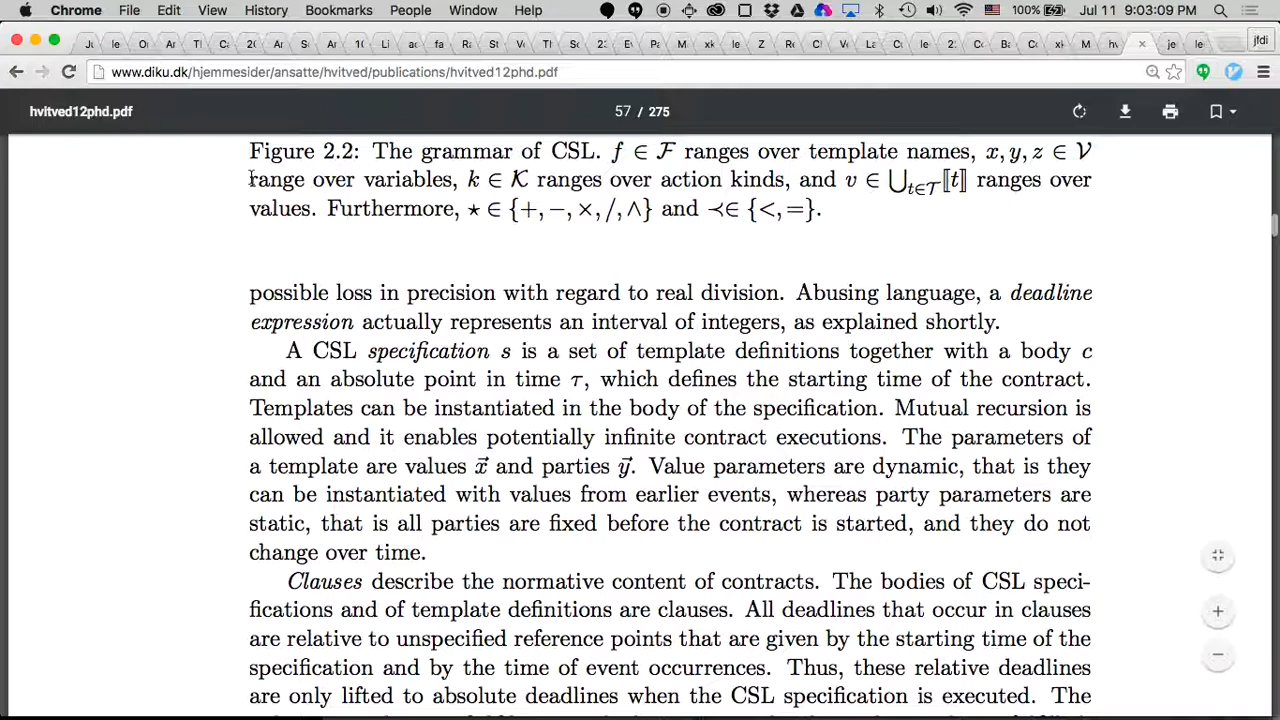 Chrome File Edit View History Bookmarks People Window Help 100% Jul 11 9:03:09 PM
jfdi
www.diku.dk/hjemmesider/ansatte/hvitved/publications/hvitved12phd.pdf
hvitved12phd.pdf 57 / 275
Figure 2.2: The grammar of CSL. f ∈ ℱ ranges over template names, x, y, z ∈ 𝒱
range over variables, k ∈ 𝒦 ranges over action kinds, and v ∈ ⋃t∈𝒯⟦t⟧ ranges over
values. Furthermore, ⋆ ∈ {+, −, ×, /, ∧} and ≺∈ {<, =}.
possible loss in precision with regard to real division. Abusing language, a deadline
expression actually represents an interval of integers, as explained shortly.
A CSL specification s is a set of template definitions together with a body c
and an absolute point in time τ, which defines the starting time of the contract.
Templates can be instantiated in the body of the specification. Mutual recursion is
allowed and it enables potentially infinite contract executions. The parameters of
a template are values x⃗ and parties y⃗. Value parameters are dynamic, that is they
can be instantiated with values from earlier events, whereas party parameters are
static, that is all parties are fixed before the contract is started, and they do not
change over time.
Clauses describe the normative content of contracts. The bodies of CSL speci-
fications and of template definitions are clauses. All deadlines that occur in clauses
are relative to unspecified reference points that are given by the starting time of the
specification and by the time of event occurrences. Thus, these relative deadlines
are only lifted to absolute deadlines when the CSL specification is executed. The